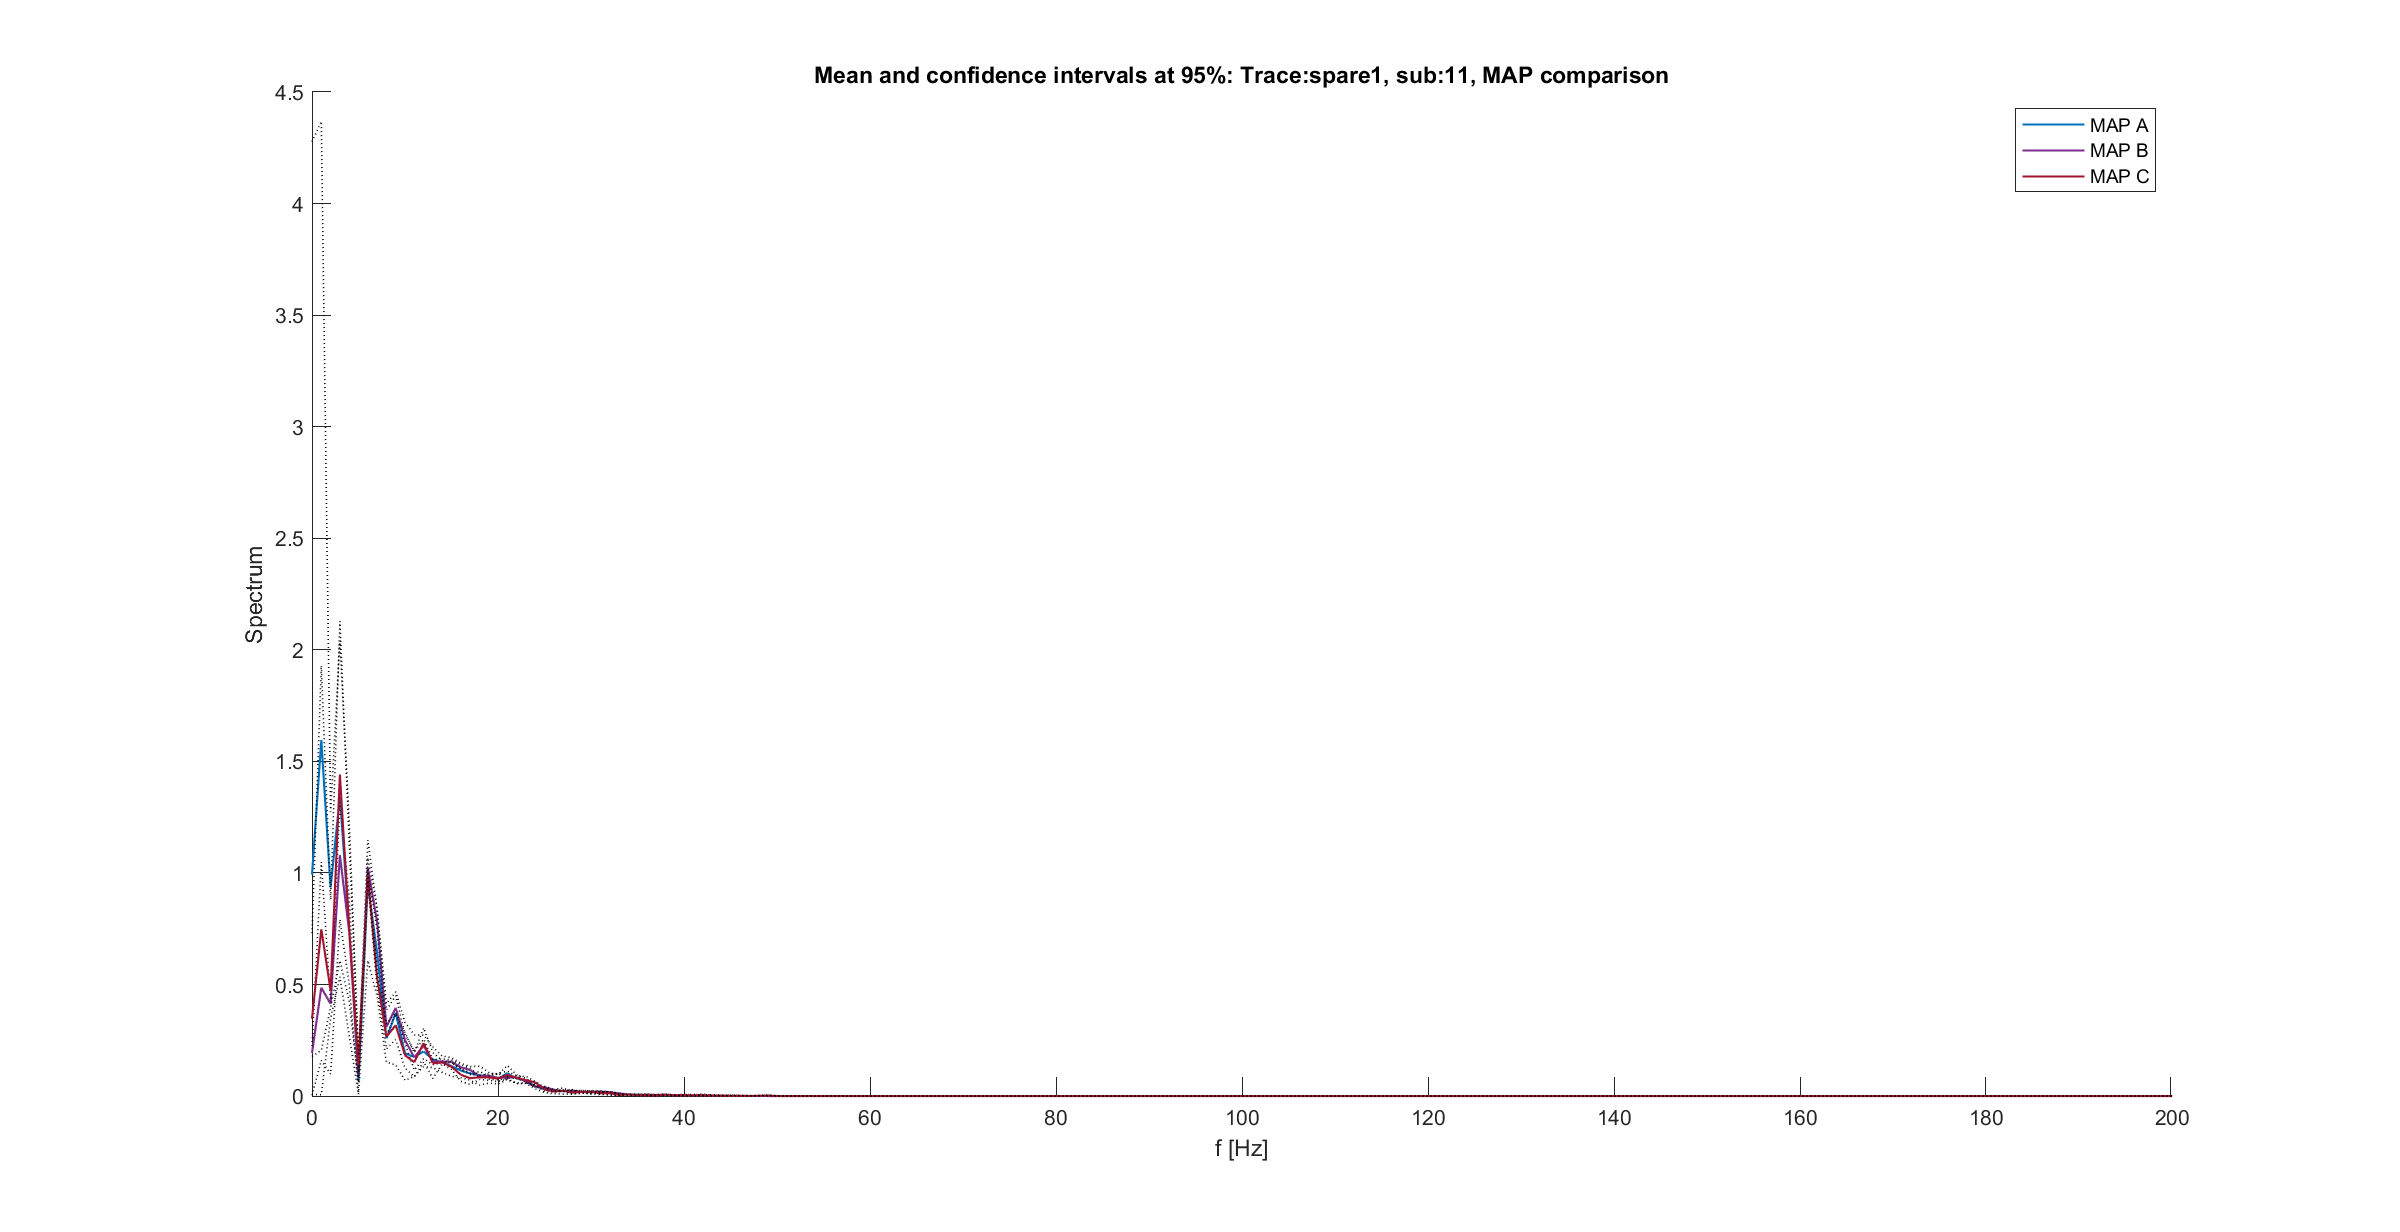 Mean and confidence intervals at 95%: Trace:spare1, sub:11, MAP comparison
MAP A
MAP B
MAP C
4.5
4
3.5
3
2.5
2
1.5
1
0.5
0
Spectrum
0 20 40 60 80 100 120 140 160 180 200
f [Hz]